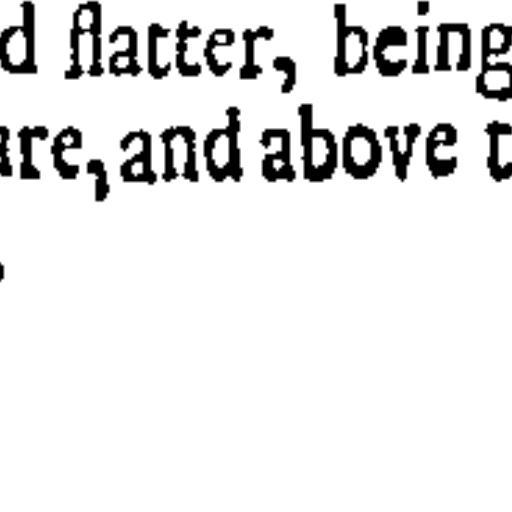 d flatter, being
are, and above t
.